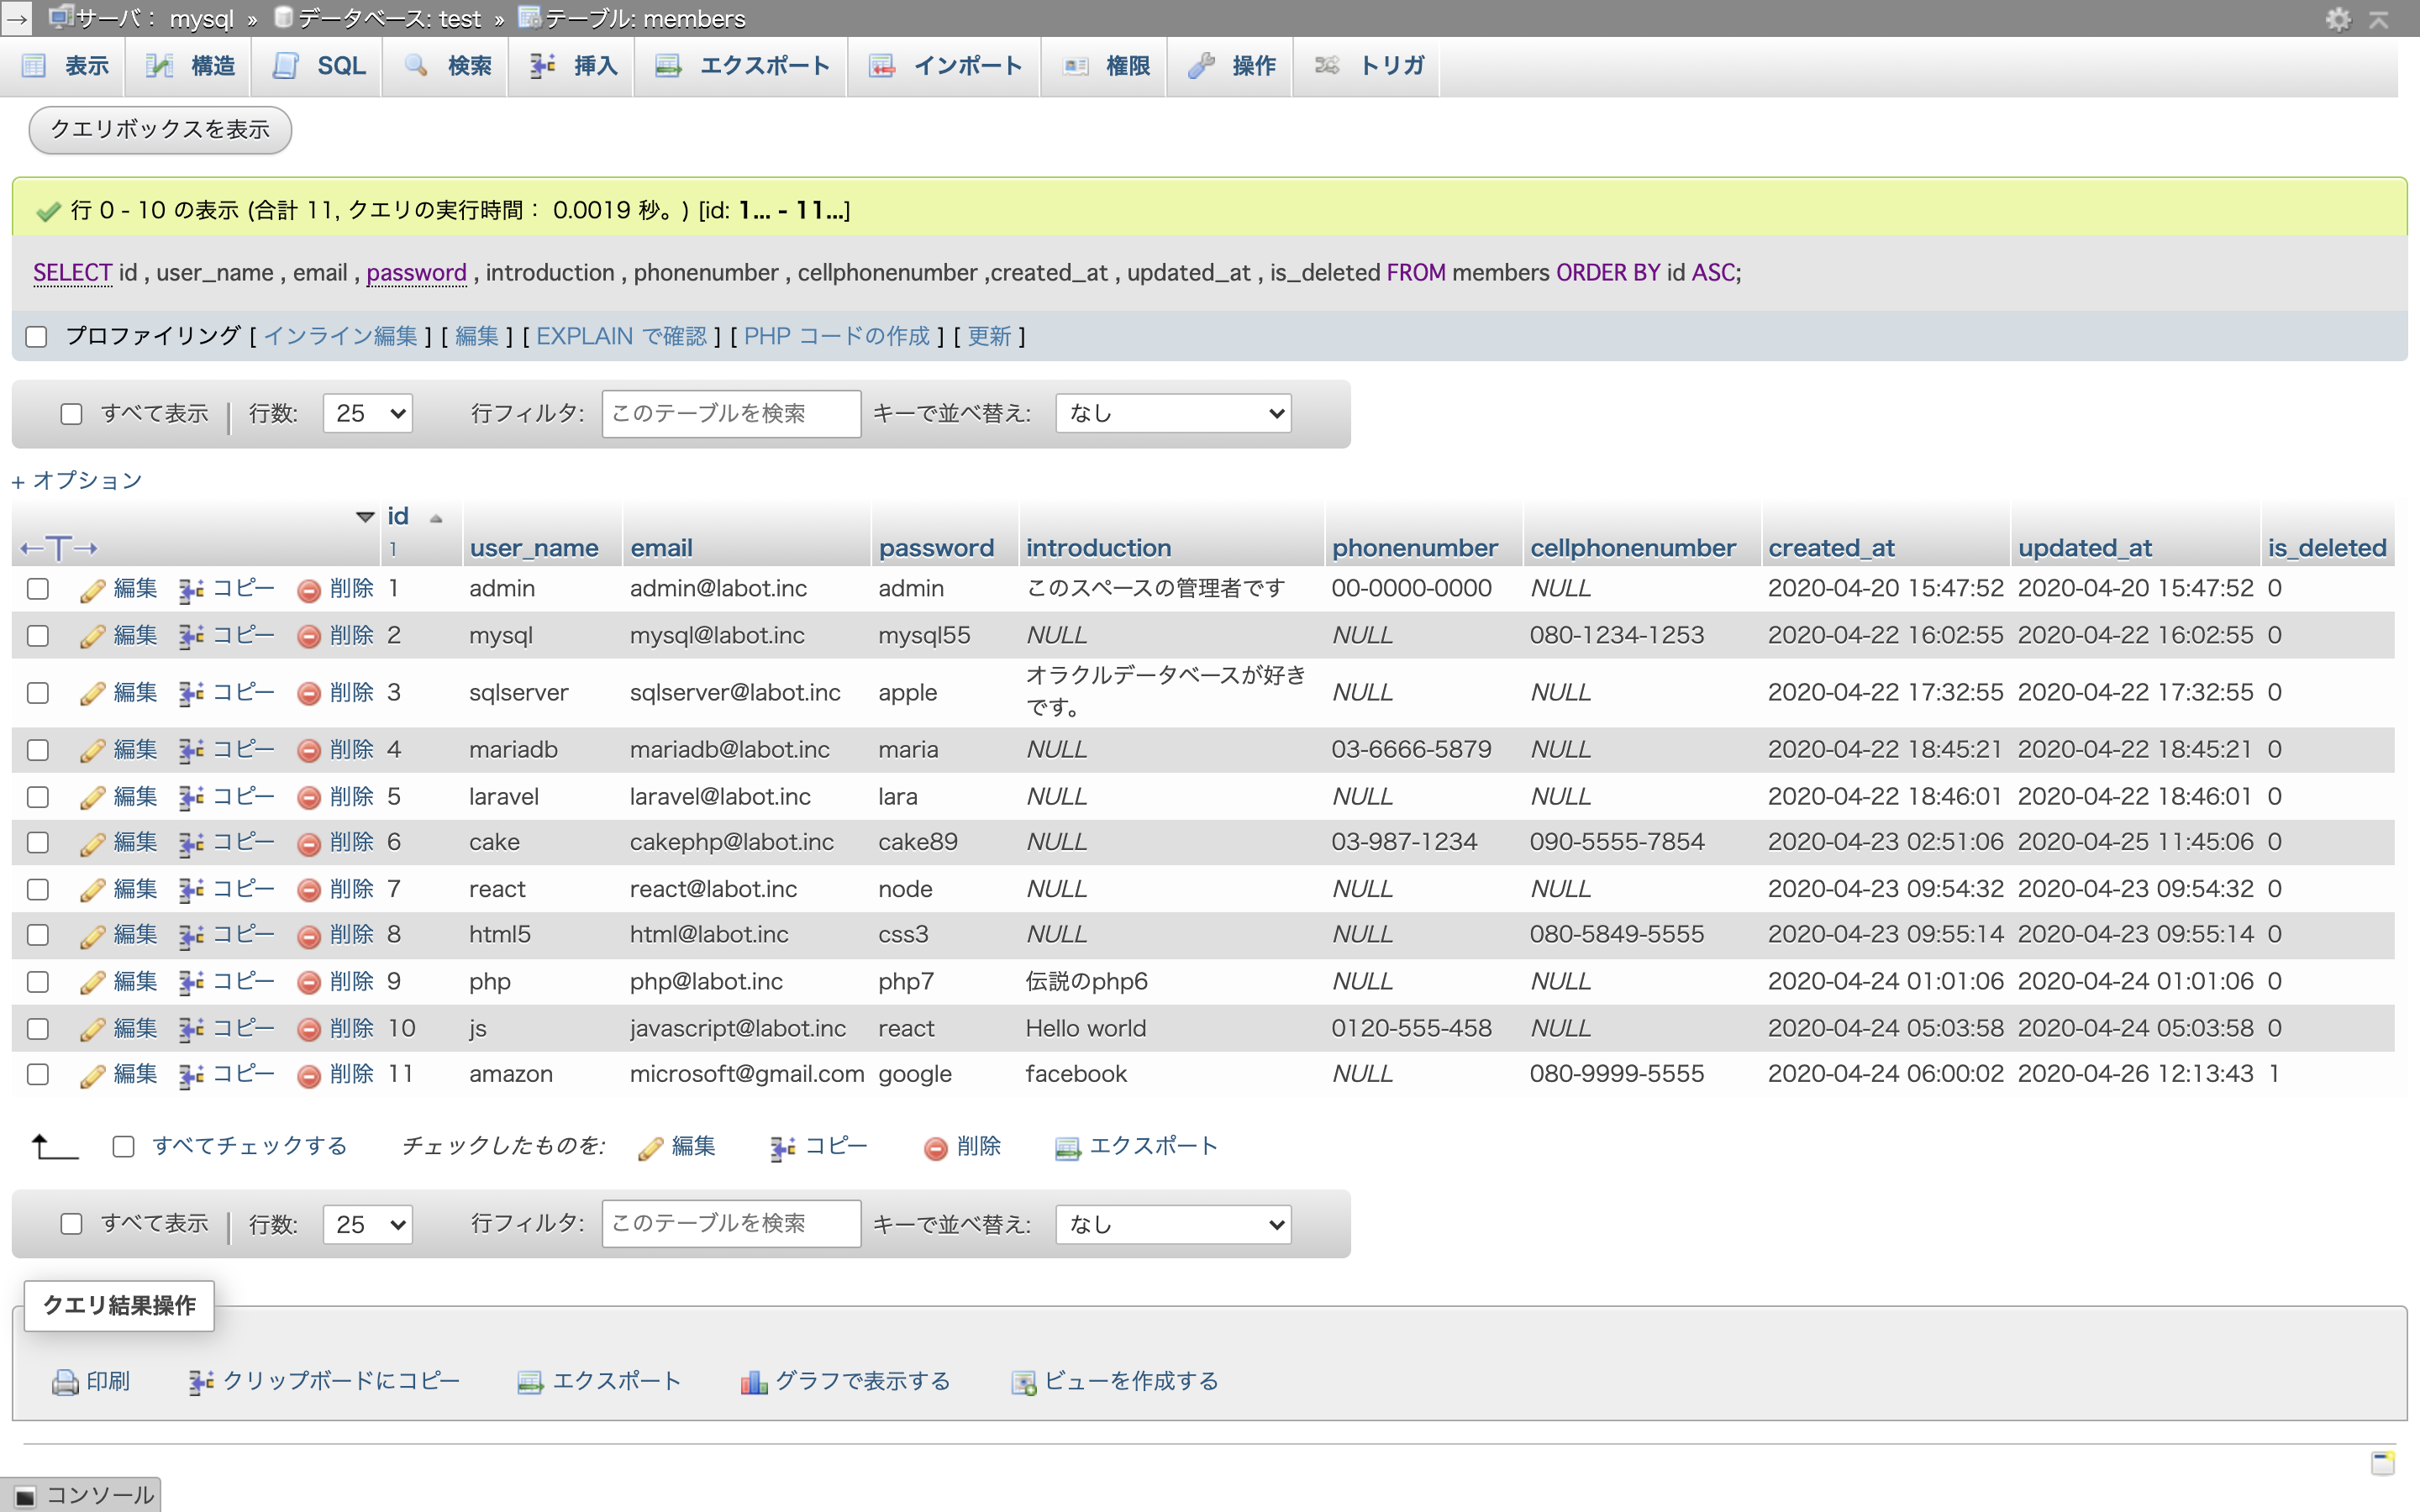 → サーバ： mysql » データベース: test » テーブル: members
表示 構造 SQL 検索 挿入 エクスポート インポート 権限 操作 トリガ
クエリボックスを表示
行 0 - 10 の表示 (合計 11, クエリの実行時間： 0.0019 秒。) [id: 1... - 11...]
SELECT id , user_name , email , password , introduction , phonenumber , cellphonenumber ,created_at , updated_at , is_deleted FROM members ORDER BY id ASC;
プロファイリング [ インライン編集 ] [ 編集 ] [ EXPLAIN で確認 ] [ PHP コードの作成 ] [ 更新 ]
すべて表示 | 行数: 25 行フィルタ: このテーブルを検索 キーで並べ替え: なし
+ オプション
←T→ id 1 user_name email password introduction phonenumber cellphonenumber created_at updated_at is_deleted
編集 コピー 削除 1 admin admin@labot.inc admin このスペースの管理者です 00-0000-0000 NULL 2020-04-20 15:47:52 2020-04-20 15:47:52 0
編集 コピー 削除 2 mysql mysql@labot.inc mysql55 NULL NULL 080-1234-1253 2020-04-22 16:02:55 2020-04-22 16:02:55 0
編集 コピー 削除 3 sqlserver sqlserver@labot.inc apple オラクルデータベースが好きです。 NULL NULL 2020-04-22 17:32:55 2020-04-22 17:32:55 0
編集 コピー 削除 4 mariadb mariadb@labot.inc maria NULL 03-6666-5879 NULL 2020-04-22 18:45:21 2020-04-22 18:45:21 0
編集 コピー 削除 5 laravel laravel@labot.inc lara NULL NULL NULL 2020-04-22 18:46:01 2020-04-22 18:46:01 0
編集 コピー 削除 6 cake cakephp@labot.inc cake89 NULL 03-987-1234 090-5555-7854 2020-04-23 02:51:06 2020-04-25 11:45:06 0
編集 コピー 削除 7 react react@labot.inc node NULL NULL NULL 2020-04-23 09:54:32 2020-04-23 09:54:32 0
編集 コピー 削除 8 html5 html@labot.inc css3 NULL NULL 080-5849-5555 2020-04-23 09:55:14 2020-04-23 09:55:14 0
編集 コピー 削除 9 php php@labot.inc php7 伝説のphp6 NULL NULL 2020-04-24 01:01:06 2020-04-24 01:01:06 0
編集 コピー 削除 10 js javascript@labot.inc react Hello world 0120-555-458 NULL 2020-04-24 05:03:58 2020-04-24 05:03:58 0
編集 コピー 削除 11 amazon microsoft@gmail.com google facebook NULL 080-9999-5555 2020-04-24 06:00:02 2020-04-26 12:13:43 1
すべてチェックする チェックしたものを: 編集 コピー 削除 エクスポート
すべて表示 | 行数: 25 行フィルタ: このテーブルを検索 キーで並べ替え: なし
クエリ結果操作
印刷 クリップボードにコピー エクスポート グラフで表示する ビューを作成する
コンソール